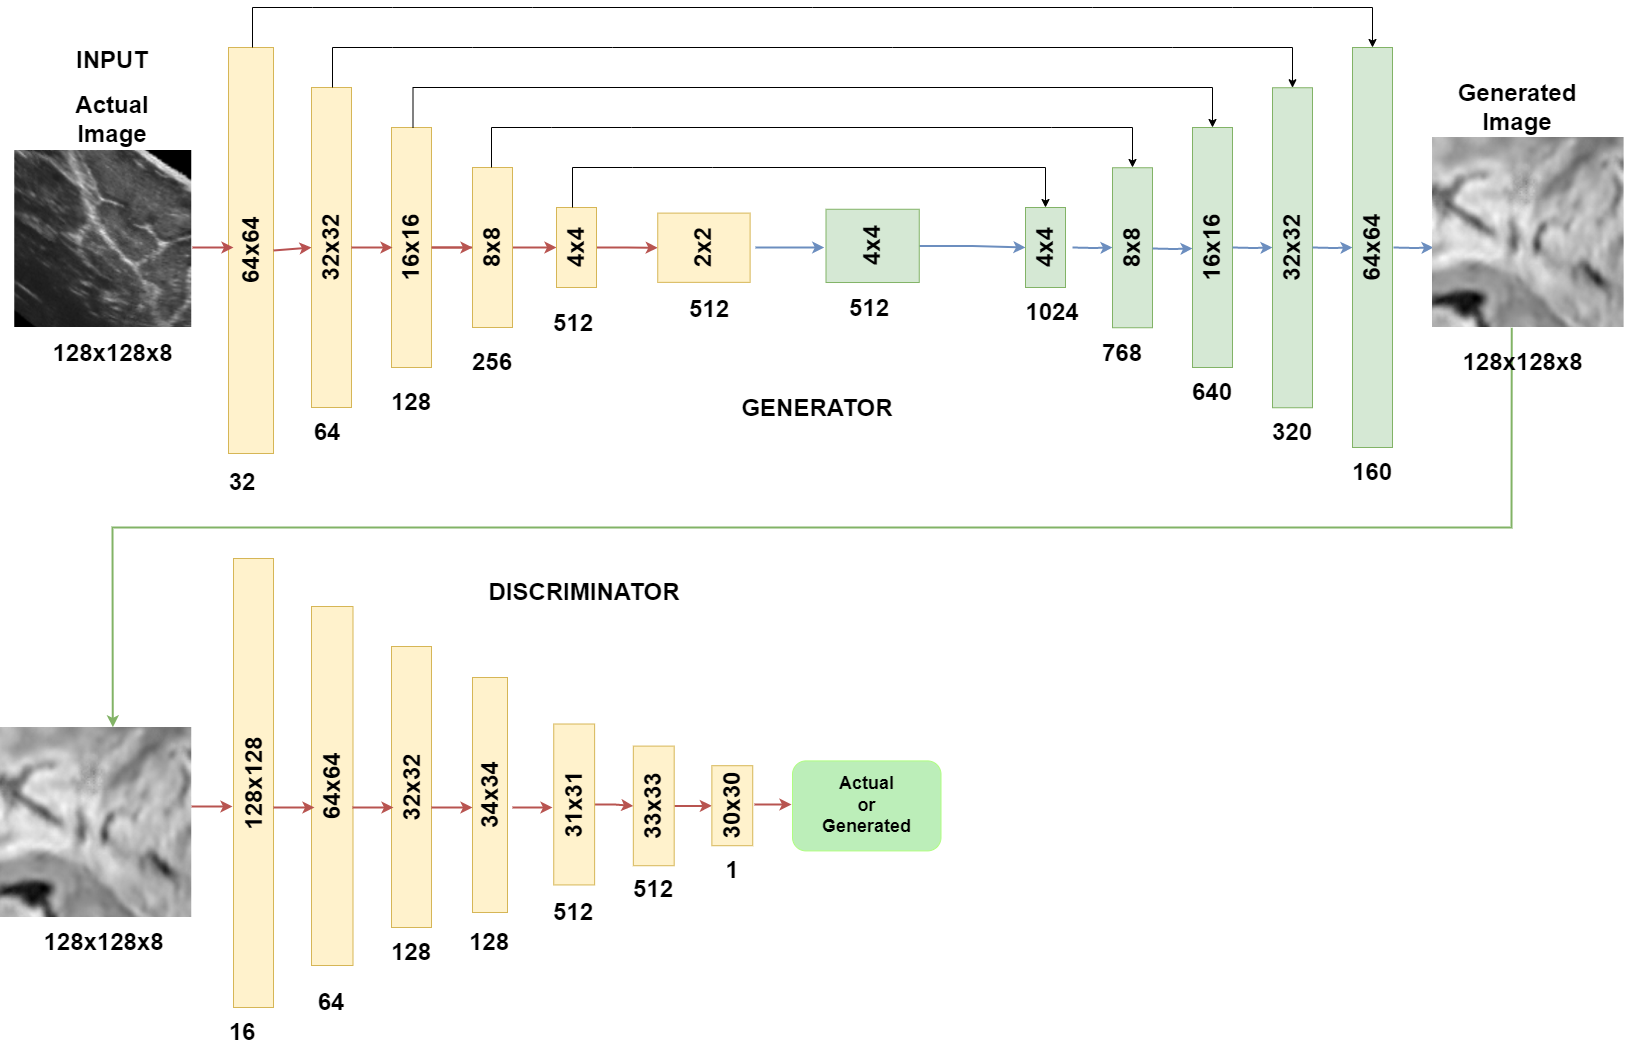 INPUT
Actual
Image
128x128x8
64x64
32
32x32
64
16x16
128
8x8
256
4x4
512
2x2
512
4x4
512
4x4
1024
8x8
768
16x16
640
32x32
320
64x64
160
Generated
Image
128x128x8
GENERATOR
DISCRIMINATOR
128x128x8
128x128
16
64x64
64
32x32
128
34x34
128
31x31
512
33x33
512
30x30
1
Actual
or
Generated